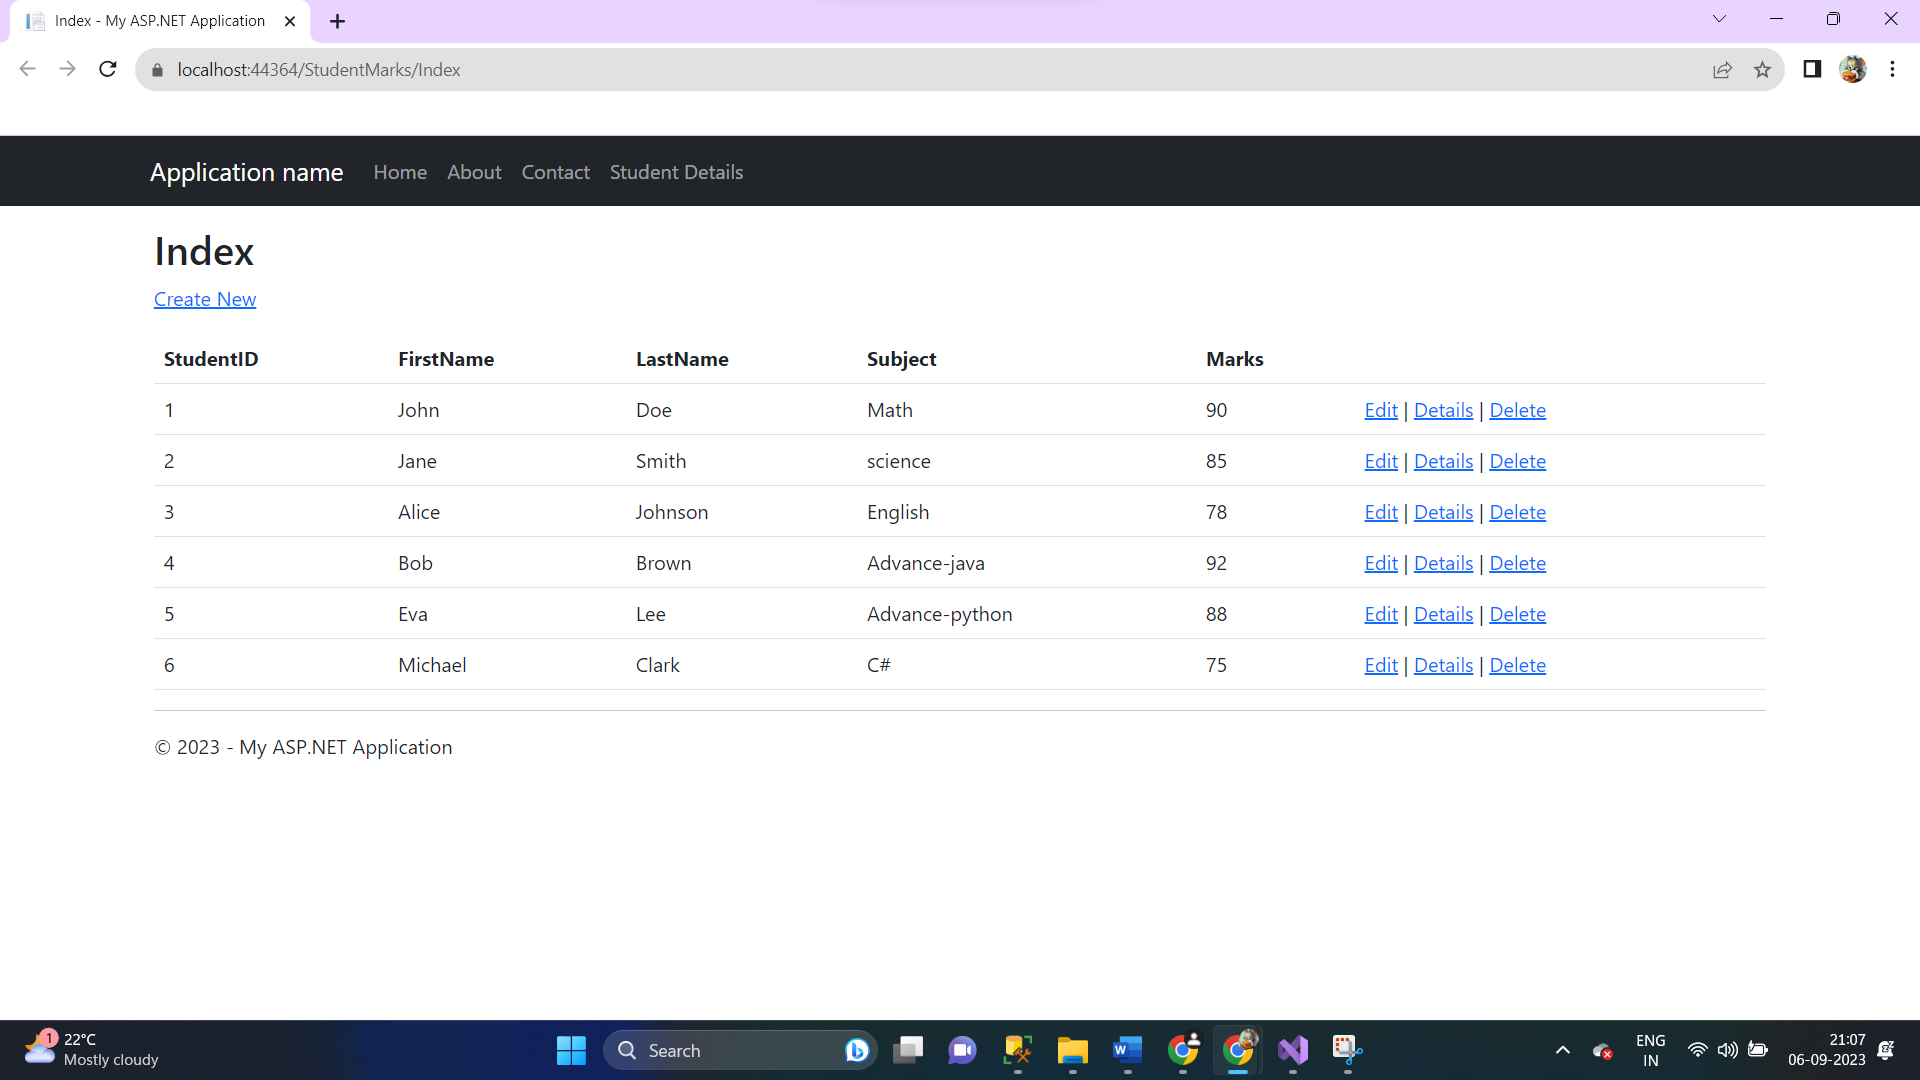 Index - My ASP.NET Application
localhost:44364/StudentMarks/Index
Application name Home About Contact Student Details
Index
Create New
StudentID FirstName LastName Subject Marks
1 John Doe Math 90 Edit | Details | Delete
2 Jane Smith science 85 Edit | Details | Delete
3 Alice Johnson English 78 Edit | Details | Delete
4 Bob Brown Advance-java 92 Edit | Details | Delete
5 Eva Lee Advance-python 88 Edit | Details | Delete
6 Michael Clark C# 75 Edit | Details | Delete
© 2023 - My ASP.NET Application
1 22°C
Mostly cloudy
Search
ENG
IN
21:07
06-09-2023